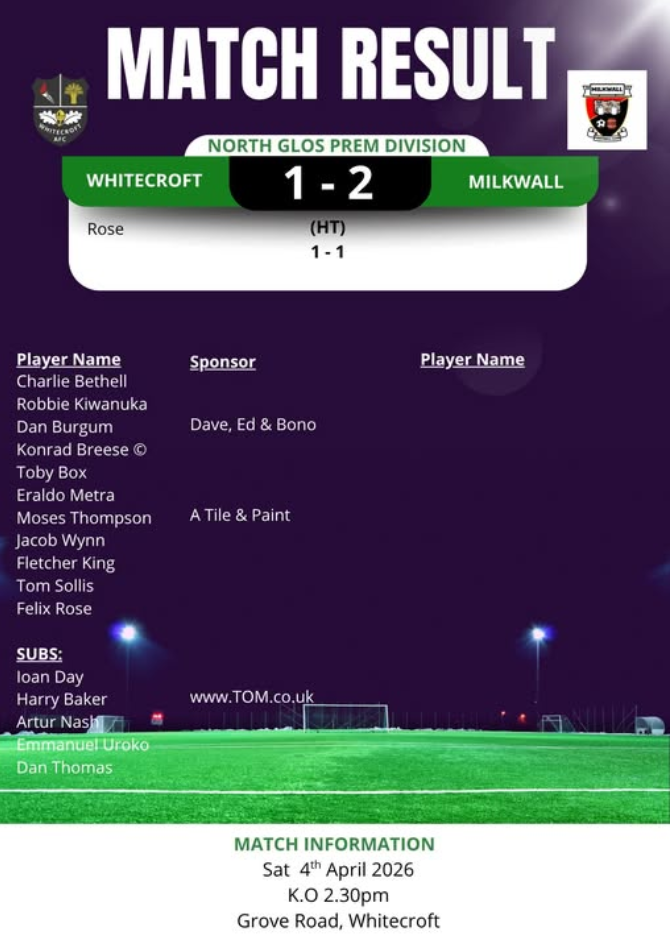 MATCH RESULT
WHITECROFT
AFC
MILKWALL
NORTH GLOS PREM DIVISION
WHITECROFT 1 - 2 MILKWALL
Rose (HT)
1 - 1
Player Name Sponsor Player Name
Charlie Bethell
Robbie Kiwanuka
Dan Burgum Dave, Ed & Bono
Konrad Breese ©
Toby Box
Eraldo Metra
Moses Thompson A Tile & Paint
Jacob Wynn
Fletcher King
Tom Sollis
Felix Rose
SUBS:
Ioan Day
Harry Baker www.TOM.co.uk
Artur Nash
Emmanuel Uroko
Dan Thomas
MATCH INFORMATION
Sat 4th April 2026
K.O 2.30pm
Grove Road, Whitecroft